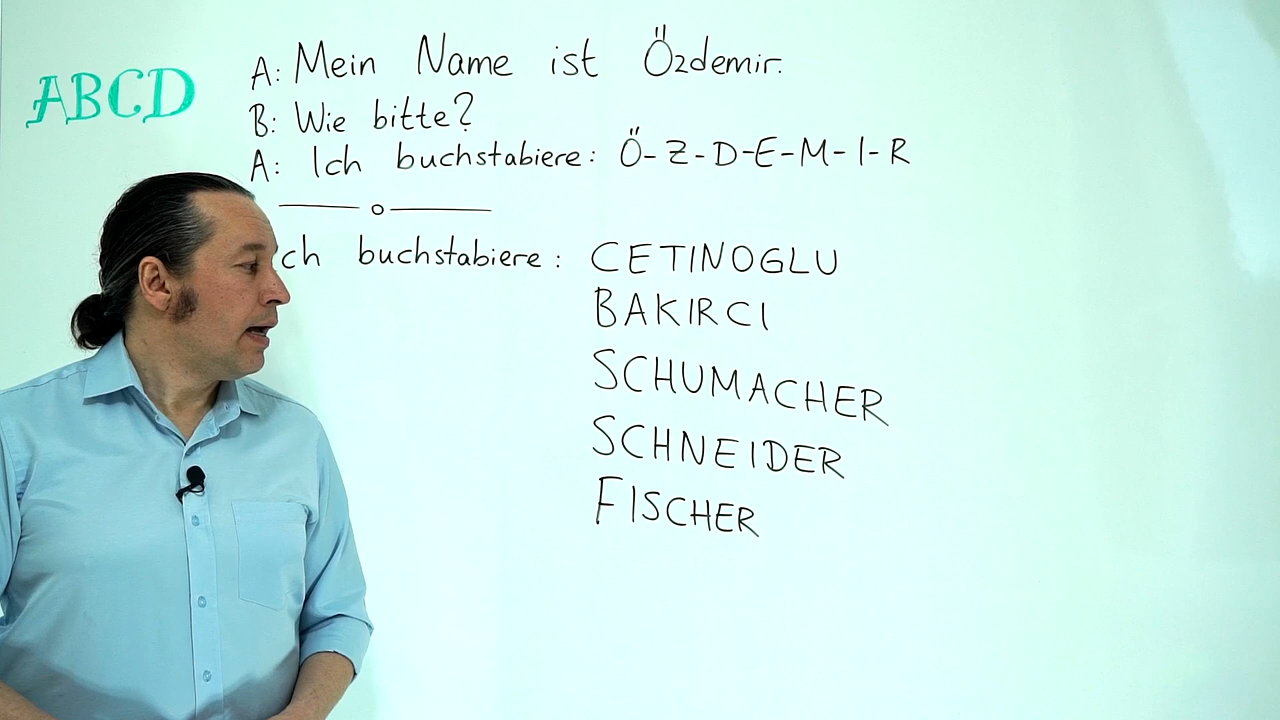 ABCD
A: Mein Name ist Özdemir.
B: Wie bitte?
A: Ich buchstabiere: Ö-Z-D-E-M-I-R
ch buchstabiere: CETINOGLU
BAKIRCI
SCHUMACHER
SCHNEIDER
FISCHER